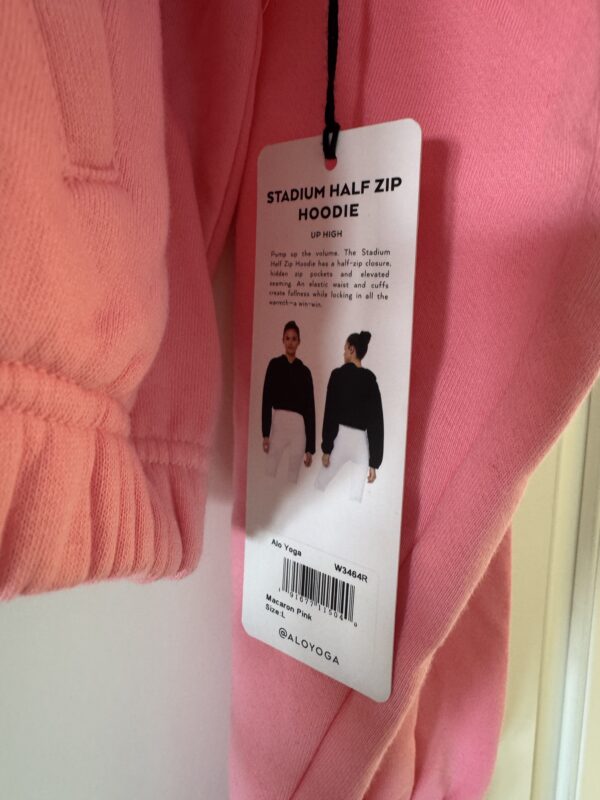 STADIUM HALF ZIP
HOODIE
UP HIGH
Pump up the volume. The Stadium
Half Zip Hoodie has a half-zip closure,
hidden zip pockets and elevated
seaming. An elastic waist and cuffs
create fullness while locking in all the
warmth—a win-win.
Alo Yoga W3464R
Macaron Pink
Size:L
@ALOYOGA